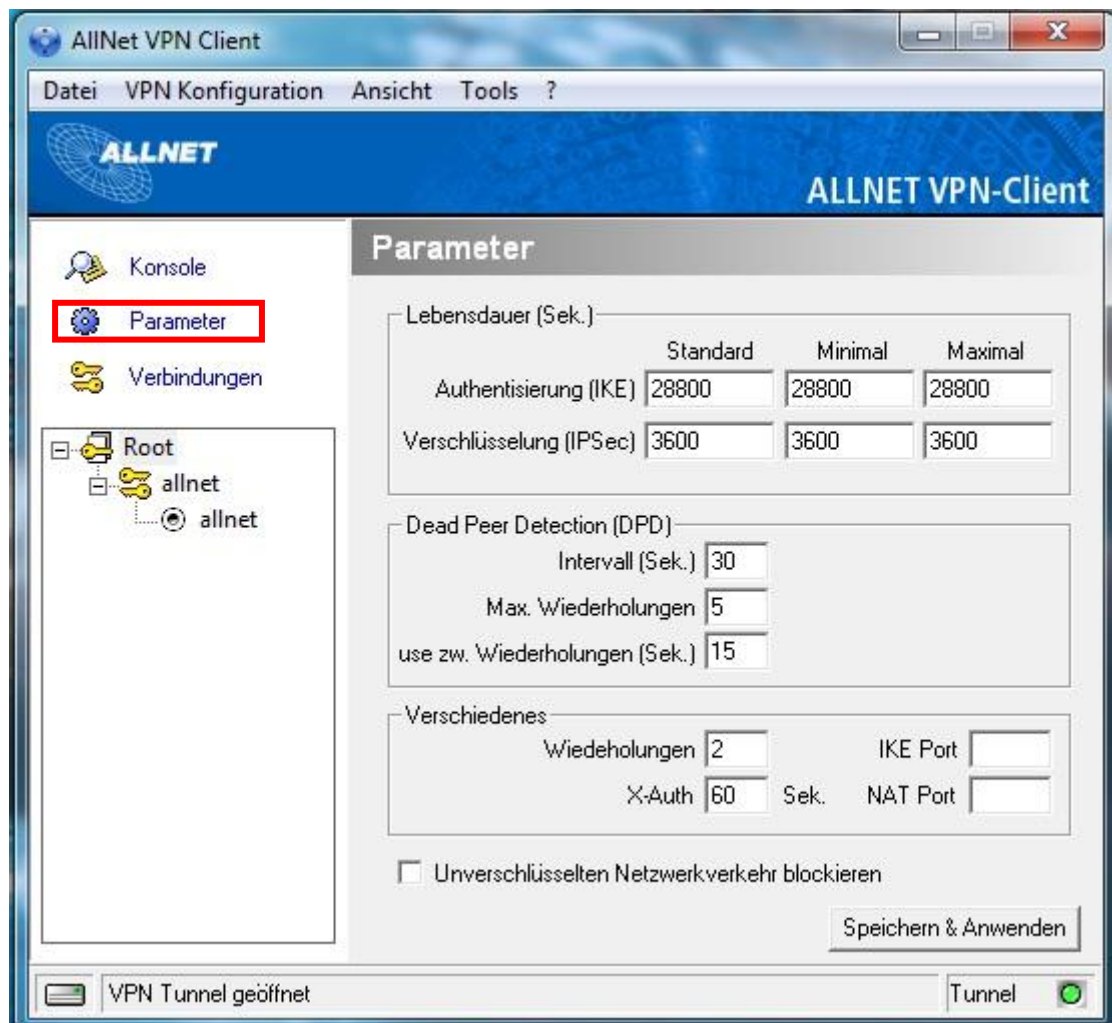 AllNet VPN Client
Datei VPN Konfiguration Ansicht Tools ?
ALLNET
ALLNET VPN-Client
Konsole
Parameter
Verbindungen
Root
allnet
allnet
Parameter
Lebensdauer (Sek.)
Standard Minimal Maximal
Authentisierung (IKE) 28800 28800 28800
Verschlüsselung (IPSec) 3600 3600 3600
Dead Peer Detection (DPD)
Intervall (Sek.) 30
Max. Wiederholungen 5
use zw. Wiederholungen (Sek.) 15
Verschiedenes
Wiedeholungen 2 IKE Port
X-Auth 60 Sek. NAT Port
Unverschlüsselten Netzwerkverkehr blockieren
Speichern & Anwenden
VPN Tunnel geöffnet Tunnel